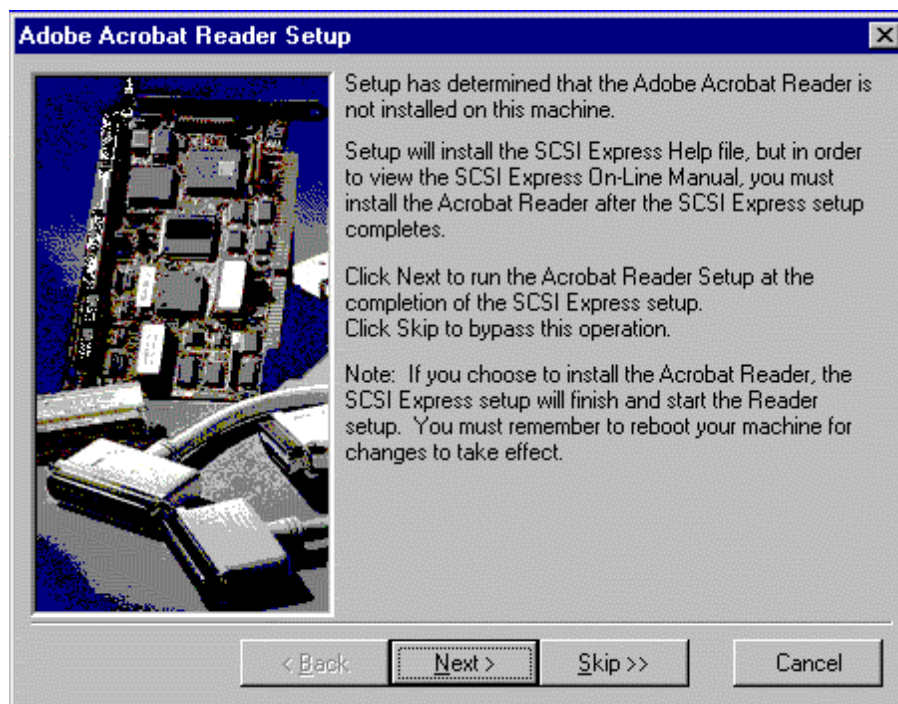 Adobe Acrobat Reader Setup
Setup has determined that the Adobe Acrobat Reader is
not installed on this machine.
Setup will install the SCSI Express Help file, but in order
to view the SCSI Express On-Line Manual, you must
install the Acrobat Reader after the SCSI Express setup
completes.
Click Next to run the Acrobat Reader Setup at the
completion of the SCSI Express setup.
Click Skip to bypass this operation.
Note:  If you choose to install the Acrobat Reader, the
SCSI Express setup will finish and start the Reader
setup.  You must remember to reboot your machine for
changes to take effect.
< Back
Next >
Skip >>
Cancel